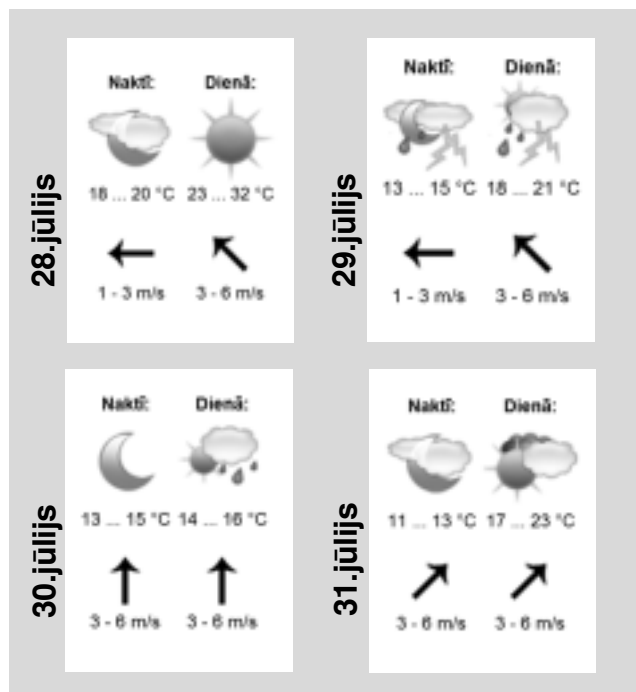 28.jūlijs
Naktī: Dienā:
18 ... 20 °C 23 ... 32 °C
1 - 3 m/s 3 - 6 m/s
29.jūlijs
Naktī: Dienā:
13 ... 15 °C 18 ... 21 °C
1 - 3 m/s 3 - 6 m/s
30.jūlijs
Naktī: Dienā:
13 ... 15 °C 14 ... 16 °C
3 - 6 m/s 3 - 6 m/s
31.jūlijs
Naktī: Dienā:
11 ... 13 °C 17 ... 23 °C
3 - 6 m/s 3 - 6 m/s